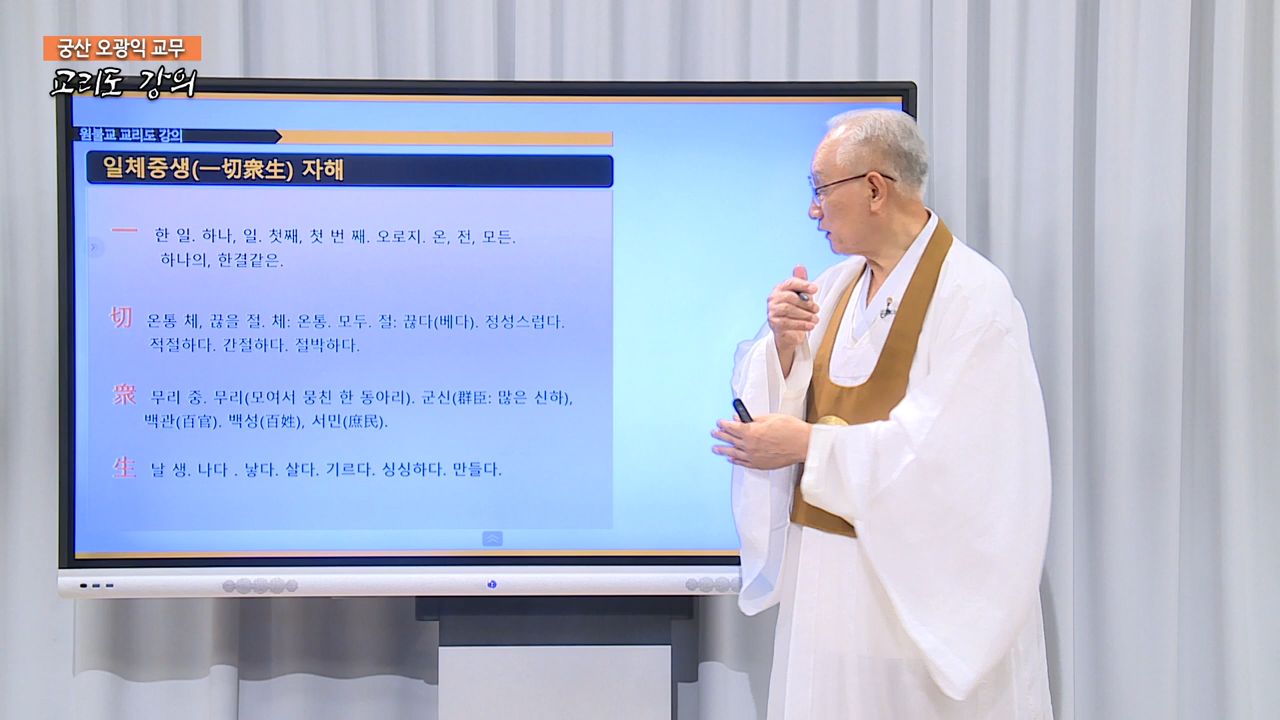 궁산 오광익 교무
교리도 강의
원불교 교리도 강의
일체중생(一切衆生) 자해
一 한 일. 하나, 일. 첫째, 첫 번 째. 오로지. 온, 전, 모든.
하나의, 한결같은.
切 온통 체, 끊을 절. 체: 온통. 모두. 절: 끊다(베다). 정성스럽다.
적절하다. 간절하다. 절박하다.
衆 무리 중. 무리(모여서 뭉친 한 동아리). 군신(群臣: 많은 신하),
백관(百官). 백성(百姓), 서민(庶民).
生 날 생. 나다 . 낳다. 살다. 기르다. 싱싱하다. 만들다.